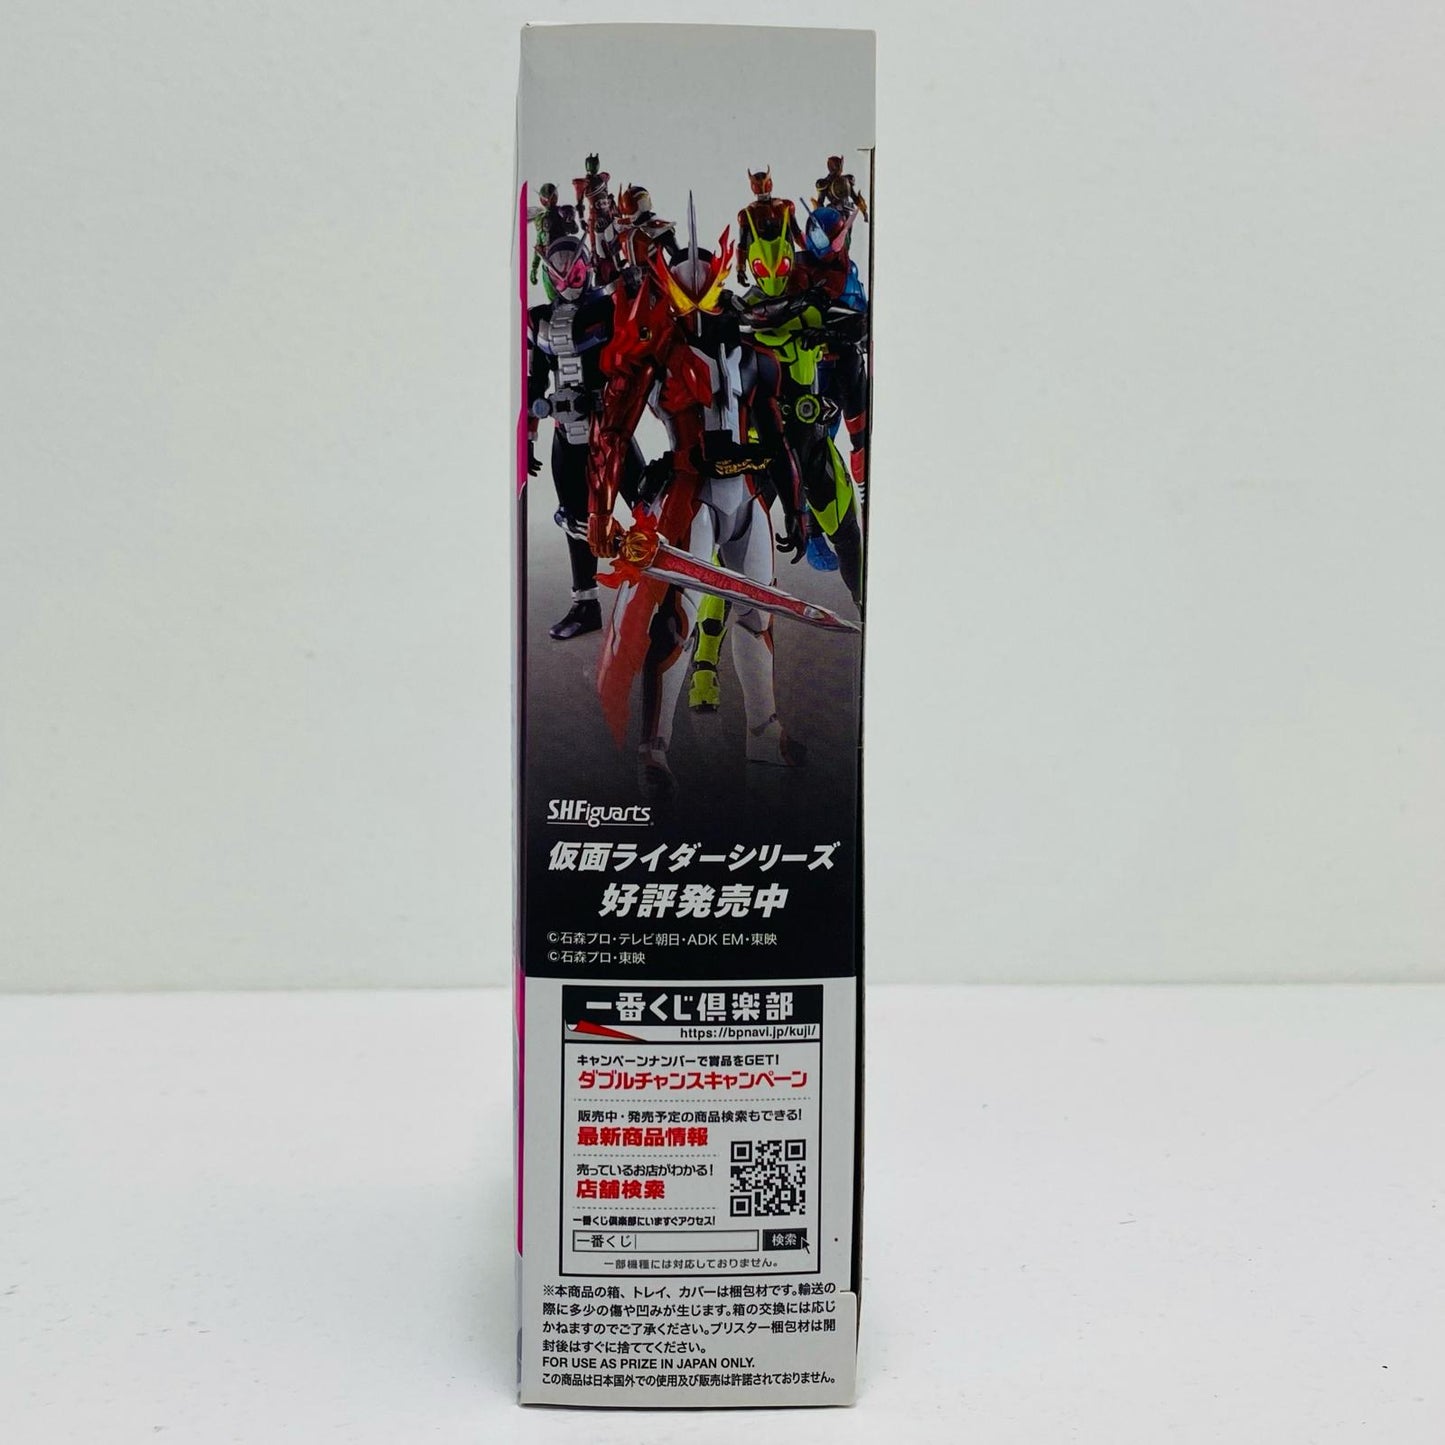 S.H.Figuarts
仮面ライダーシリーズ
好評発売中
©石森プロ・テレビ朝日・ADK EM・東映
©石森プロ・東映
一番くじ倶楽部
https://bpnavi.jp/kuji/
キャンペーンナンバーで賞品をGET!
ダブルチャンスキャンペーン
販売中・発売予定の商品検索もできる!
最新商品情報
売っているお店がわかる!
店舗検索
一番くじ倶楽部にいますぐアクセス!
一番くじ 検索
一部機種には対応しておりません。
※本商品の箱、トレイ、カバーは梱包材です。輸送の
際に多少の傷や凹みが生じます。箱の交換には応じ
かねますのでご了承ください。ブリスター梱包材は開
封後はすぐに捨ててください。
FOR USE AS PRIZE IN JAPAN ONLY.
この商品は日本国外での使用及び販売は許諾されておりません。